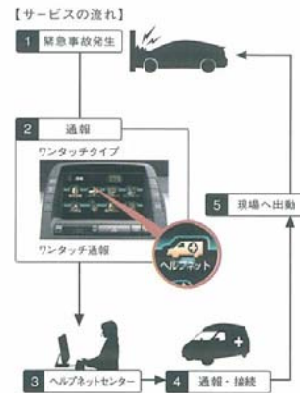 【サービスの流れ】
1 緊急事故発生
2 通報
ワンタッチタイプ
ヘルプネット
ワンタッチ通報
5 現場へ出動
3 ヘルプネットセンター
4 通報・接続